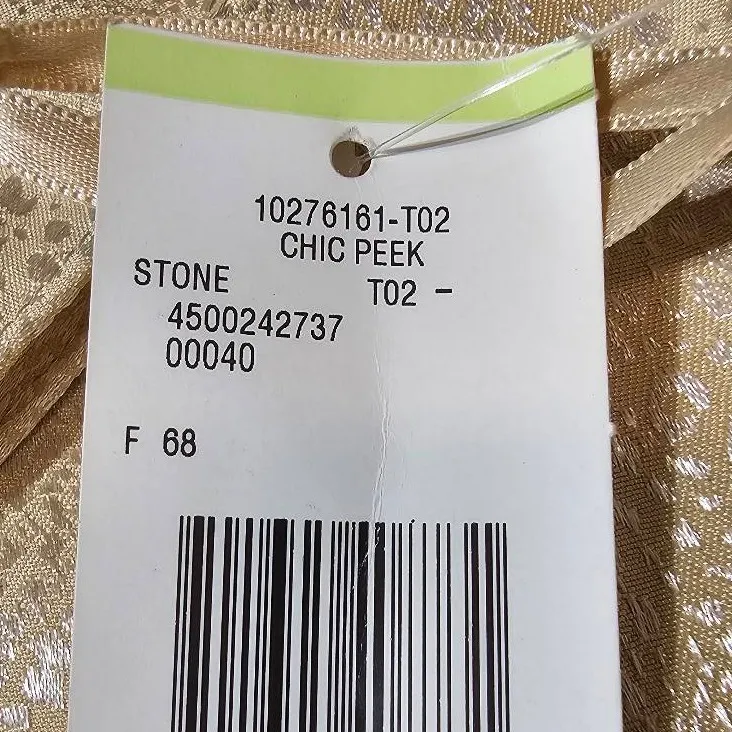 10276161-T02
CHIC PEEK
STONE T02 -
4500242737
00040
F 68